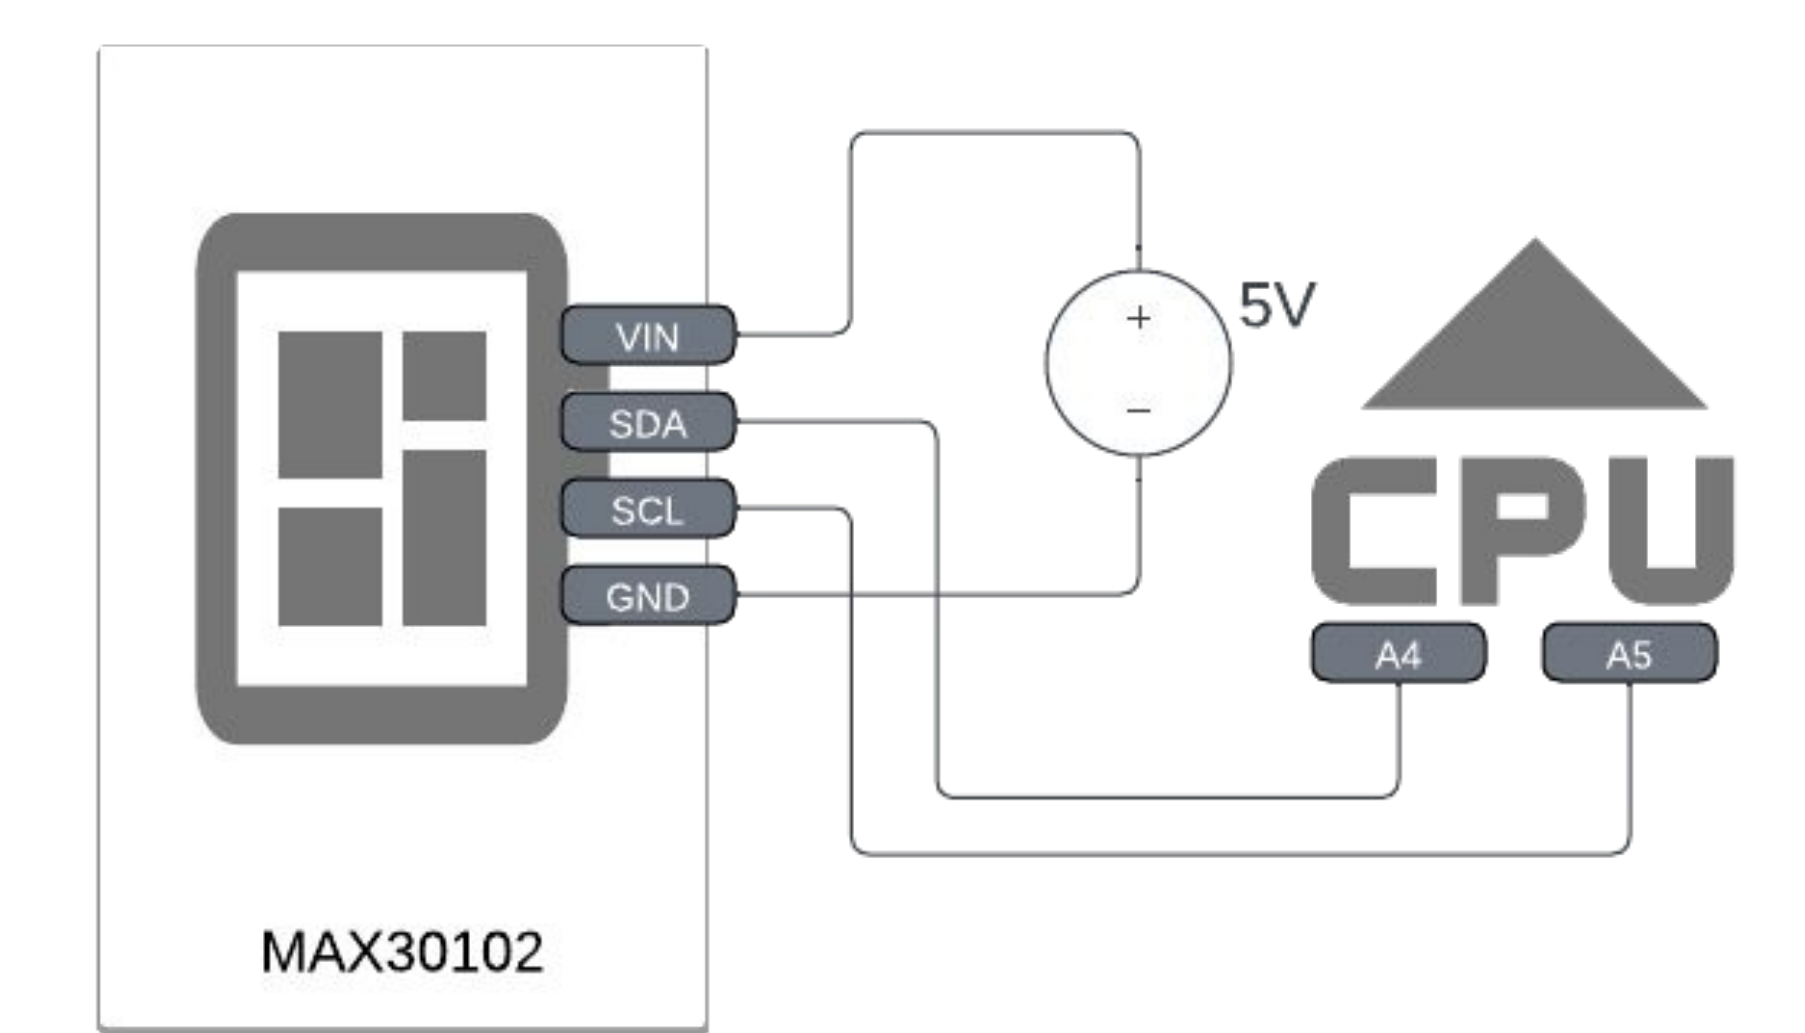 VIN
SDA
SCL
GND
MAX30102
+
−
5V
CPU
A4
A5